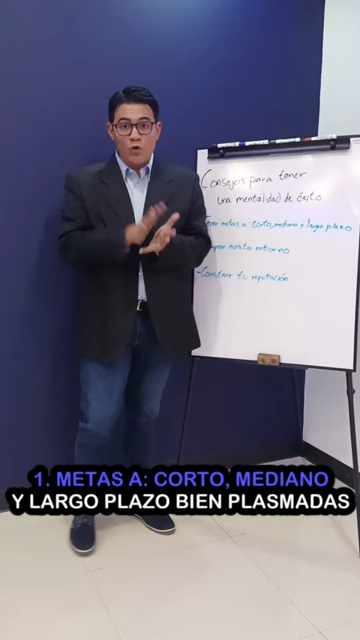 Consejos para tener
una mentalidad de éxito
metas a corto, mediano y largo plazo
nuestro entorno
-Construir tu reputación
1. METAS A: CORTO, MEDIANO
Y LARGO PLAZO BIEN PLASMADAS